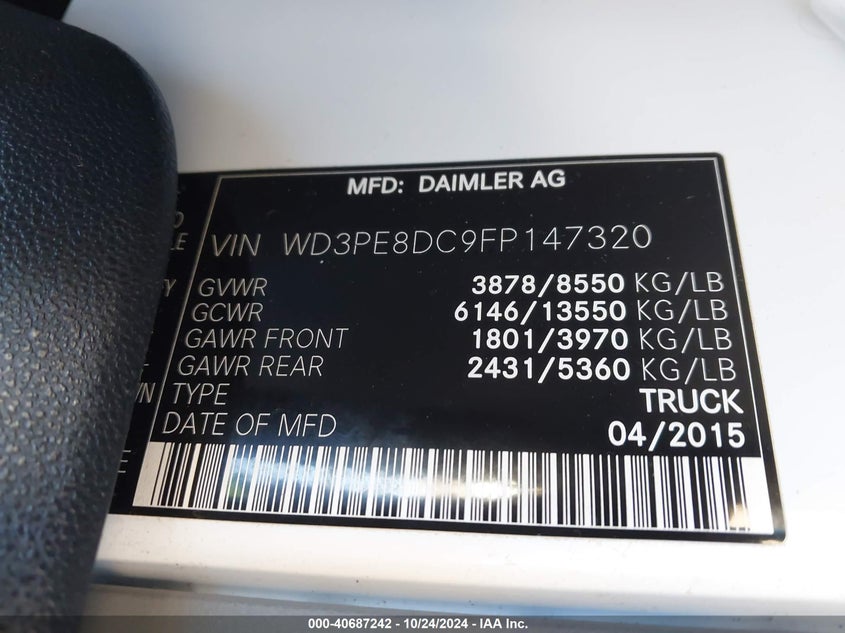 MFD: DAIMLER AG
VIN WD3PE8DC9FP147320
GVWR 3878/8550 KG/LB
GCWR 6146/13550 KG/LB
GAWR FRONT 1801/3970 KG/LB
GAWR REAR 2431/5360 KG/LB
TYPE TRUCK
DATE OF MFD 04/2015
000-40687242 - 10/24/2024 - IAA Inc.